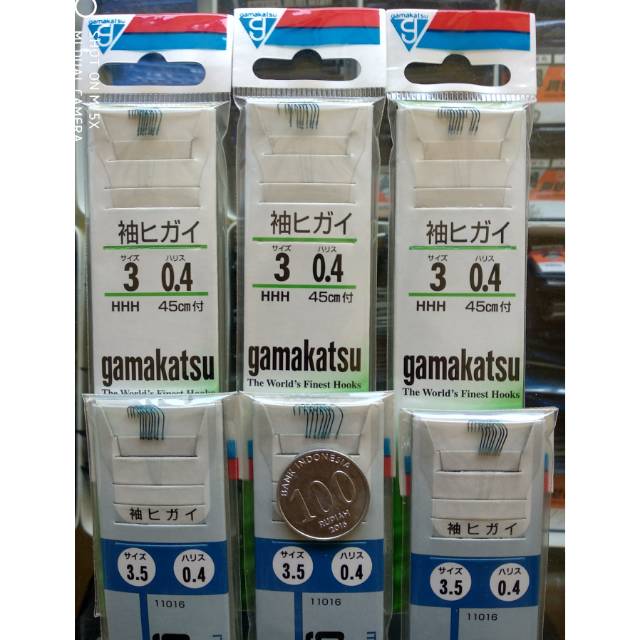 SHOT ON MI 5X
MI DUAL CAMERA
gamakatsu
g
gamakatsu
g
gamakatsu
g
袖ヒガイ
サイズ ハリス
3 0.4
HHH 45cm付
gamakatsu
The World's Finest Hooks
袖ヒガイ
サイズ ハリス
3 0.4
HHH 45cm付
gamakatsu
The World's Finest Hooks
袖ヒガイ
サイズ ハリス
3 0.4
HHH 45cm付
gamakatsu
The World's Finest Hooks
袖ヒガイ
サイズ ハリス
3.5 0.4
11016
BANK INDONESIA
100
RUPIAH
2016
サイズ ハリス
3.5 0.4
11016
袖ヒガイ
サイズ ハリス
3.5 0.4
11016